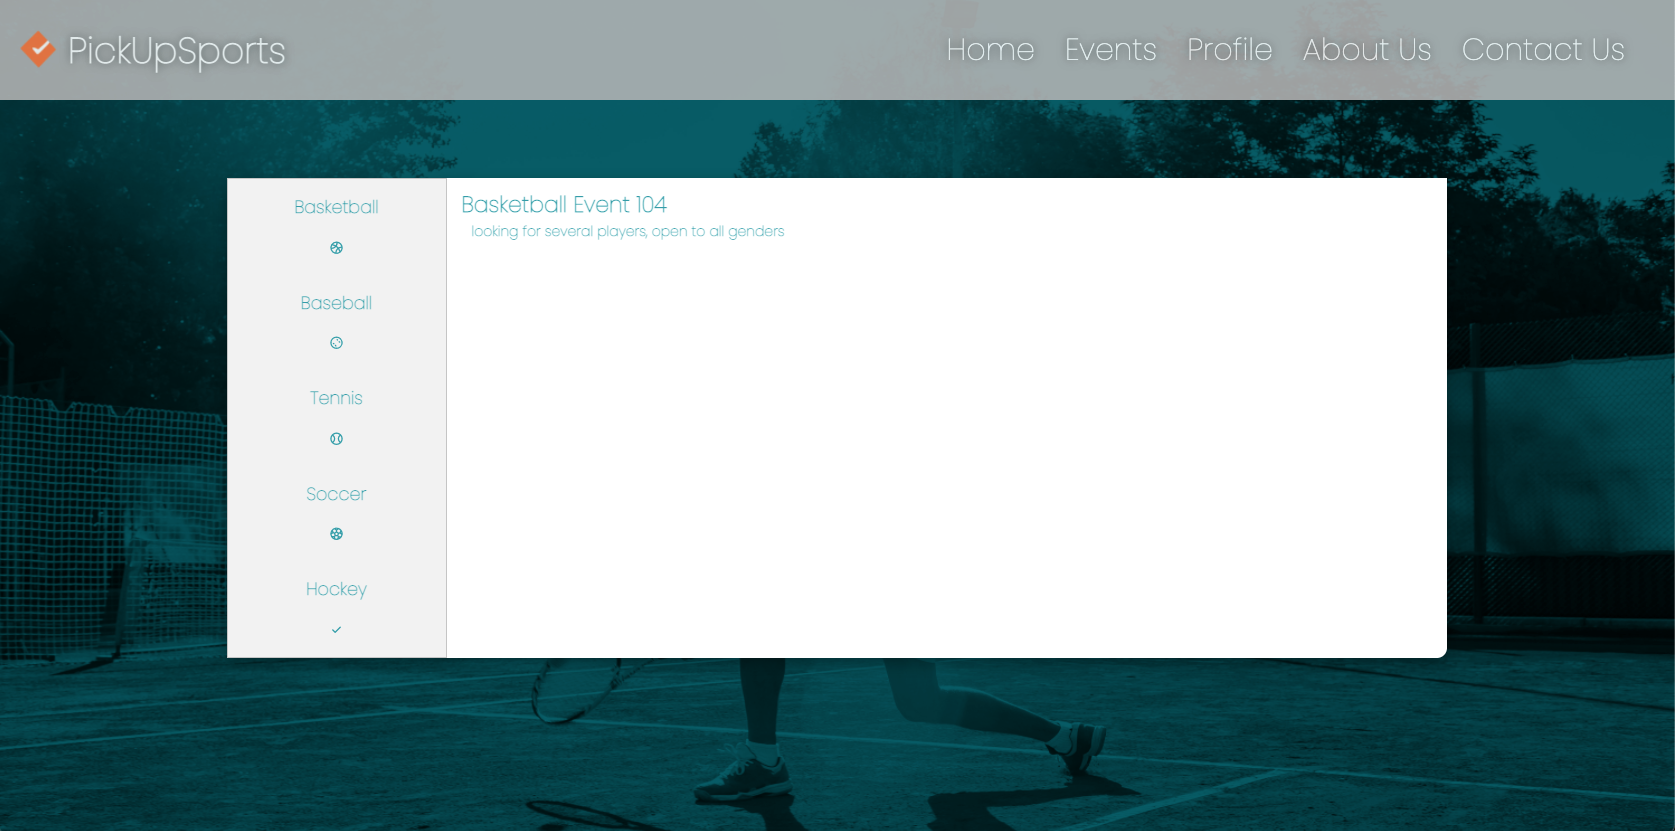 PickUpSports
Home Events Profile About Us Contact Us
Basketball
Baseball
Tennis
Soccer
Hockey
Basketball Event 104
looking for several players, open to all genders